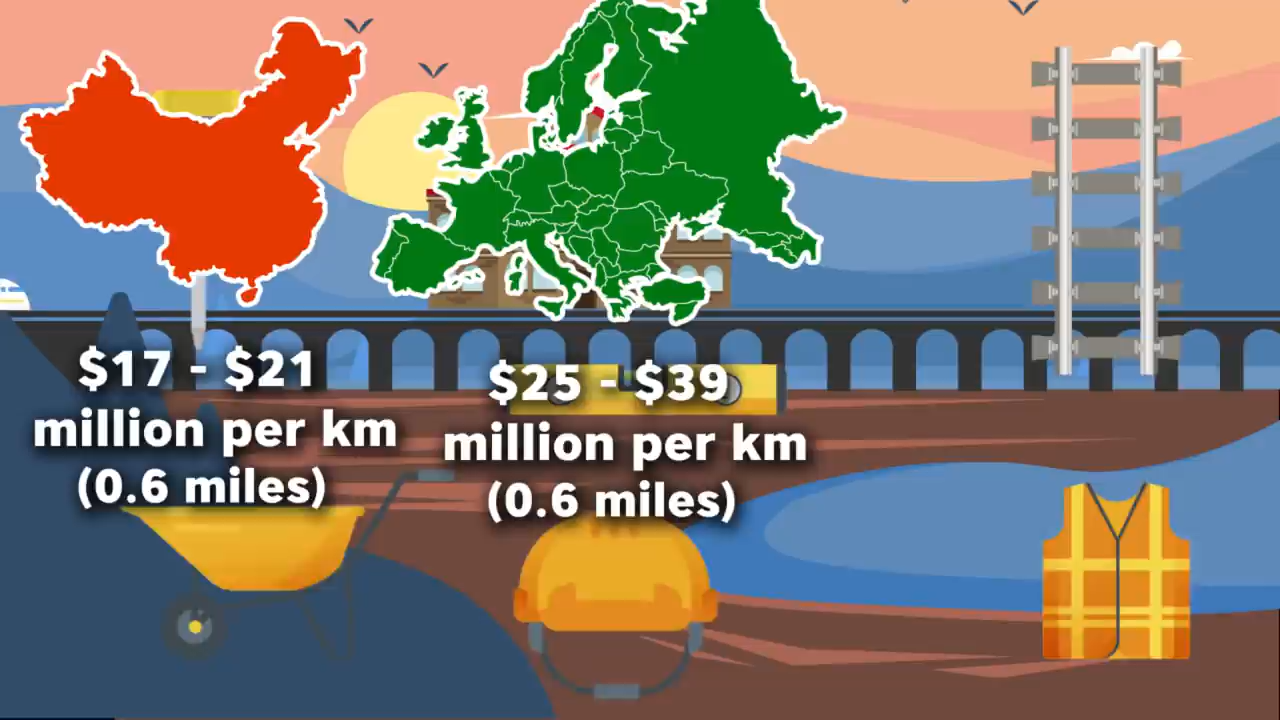 $17 - $21
million per km
(0.6 miles)
$25 - $39
million per km
(0.6 miles)